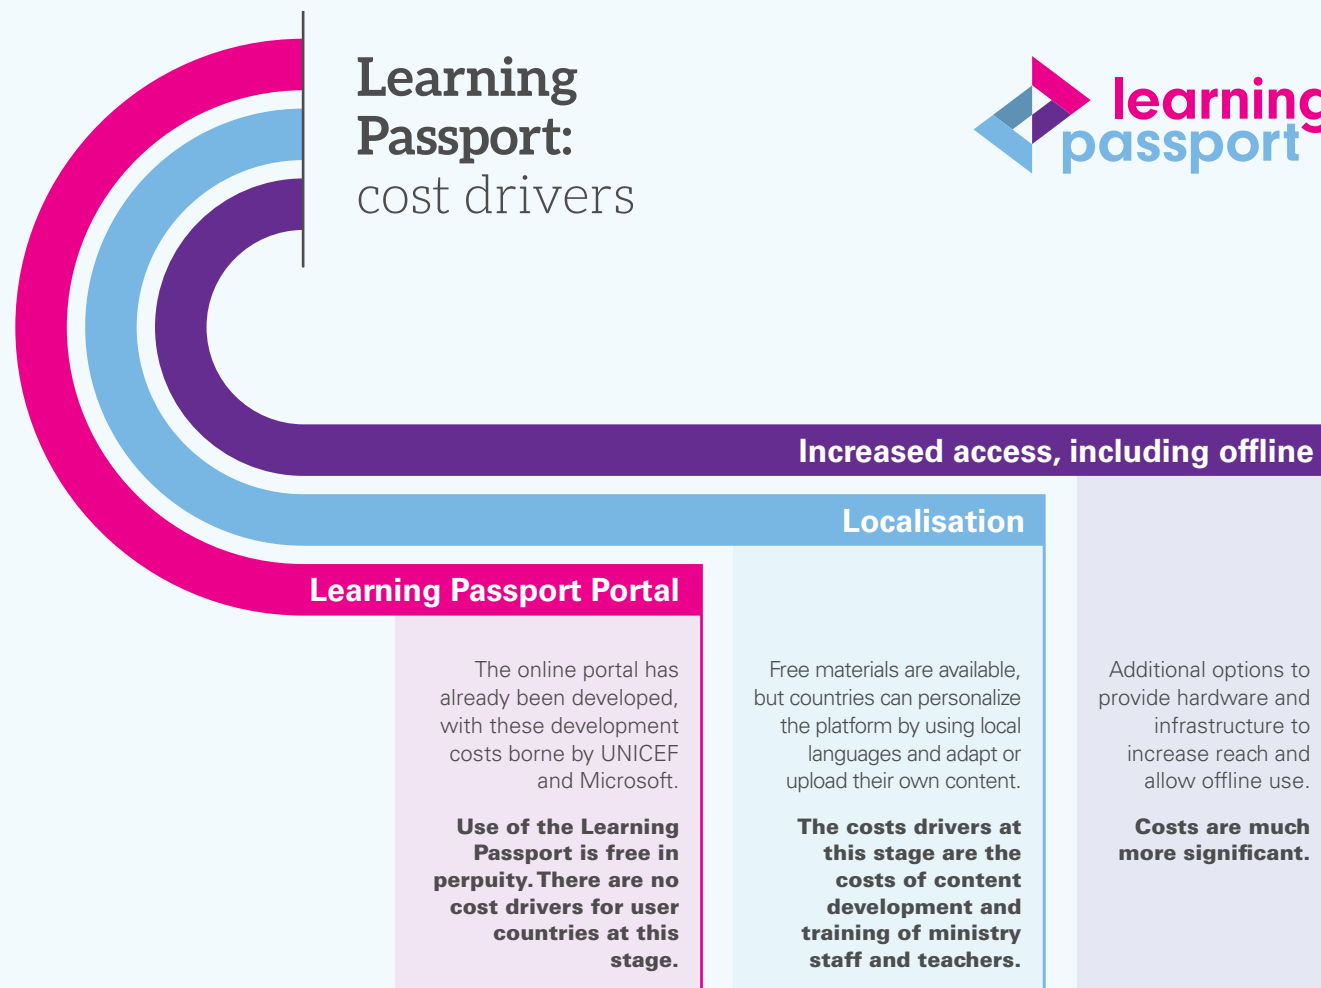 Learning
Passport:
cost drivers
learning
passport
Increased access, including offline
Localisation
Learning Passport Portal
The online portal has
already been developed,
with these development
costs borne by UNICEF
and Microsoft.
Use of the Learning
Passport is free in
perpuity. There are no
cost drivers for user
countries at this
stage.
Free materials are available,
but countries can personalize
the platform by using local
languages and adapt or
upload their own content.
The costs drivers at
this stage are the
costs of content
development and
training of ministry
staff and teachers.
Additional options to
provide hardware and
infrastructure to
increase reach and
allow offline use.
Costs are much
more significant.